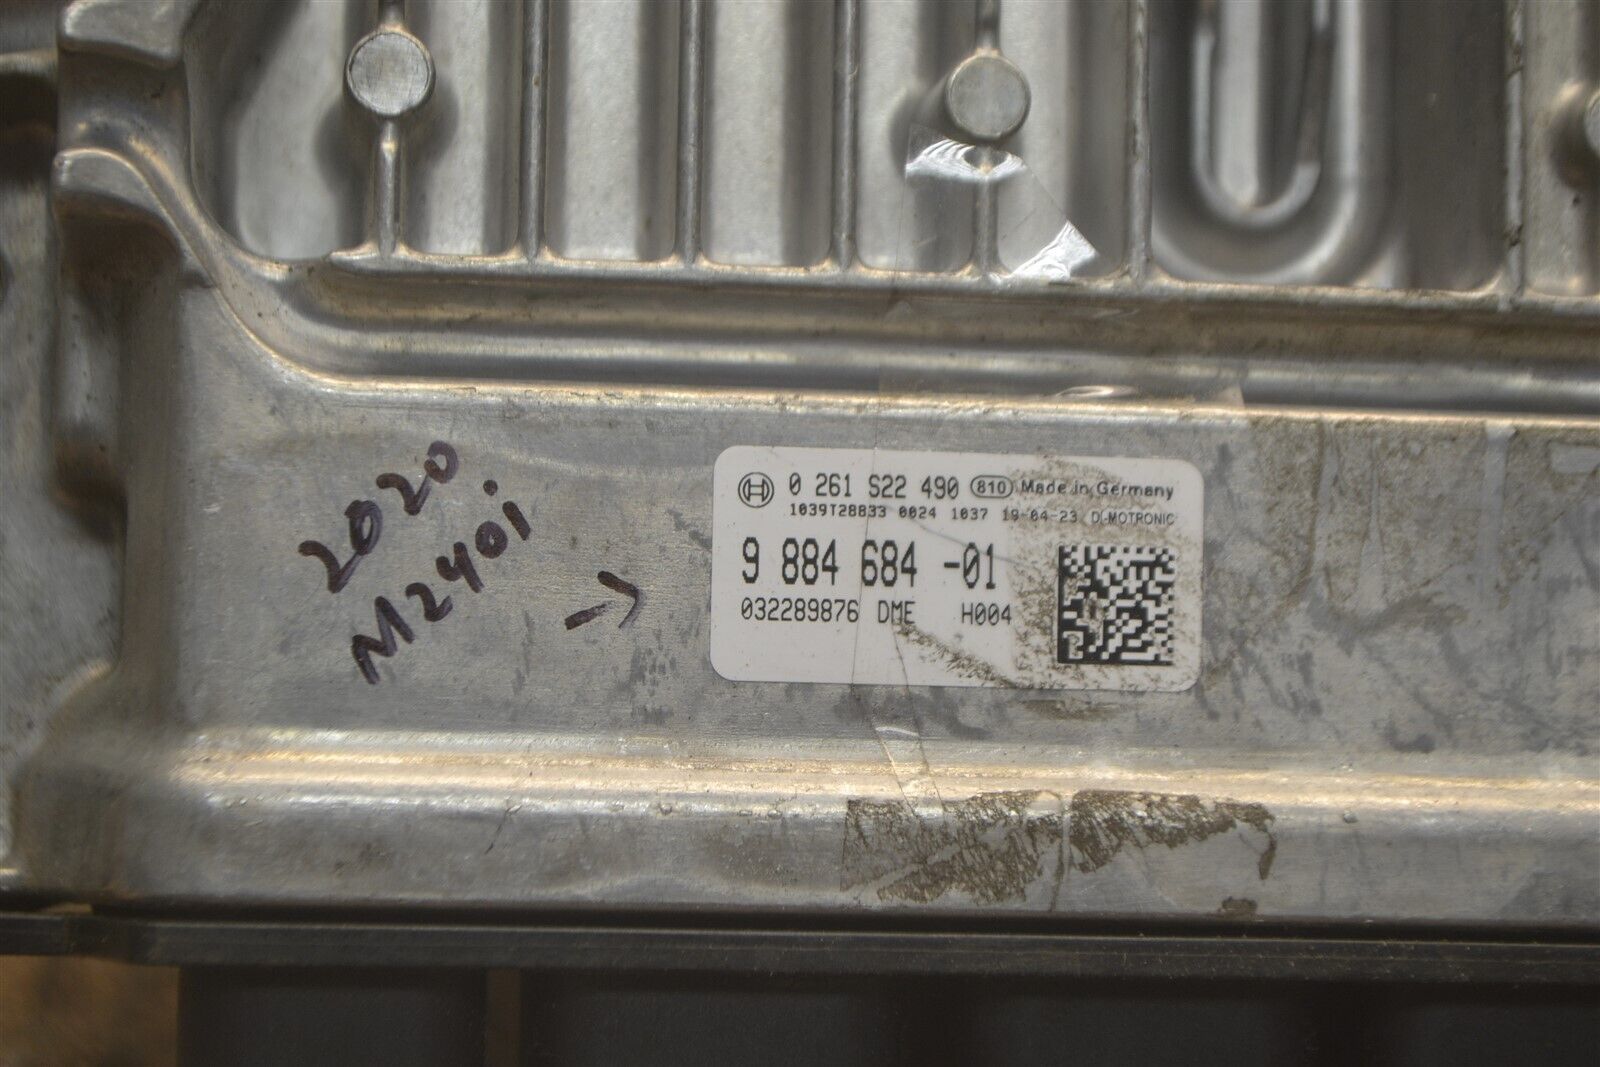 2020
M240i
->
0 261 S22 490 810 Made in Germany
1039T28833 0024 1037 19-04-23 DI-MOTRONIC
9 884 684 -01
032289876 DME H004